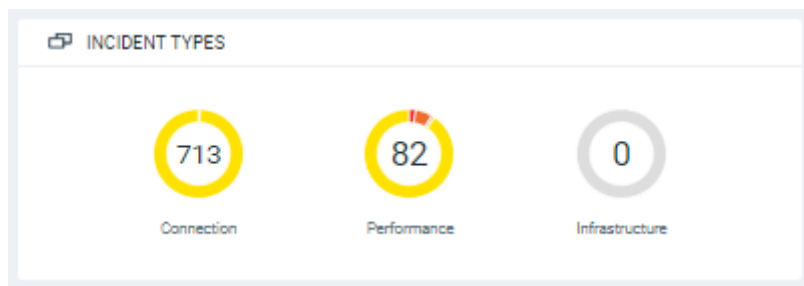 INCIDENT TYPES
713
82
0
Connection
Performance
Infrastructure